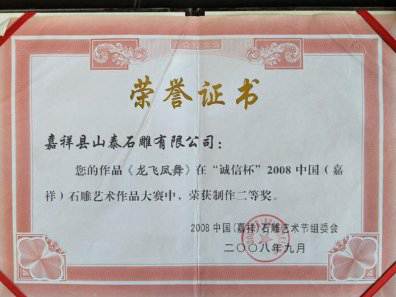 荣誉证书
嘉祥县山泰石雕有限公司：
您的作品《龙飞凤舞》在“诚信杯”2008中国（嘉
祥）石雕艺术作品大赛中，荣获制作二等奖。
2008中国(嘉祥)石雕艺术节组委会
二〇〇八年九月